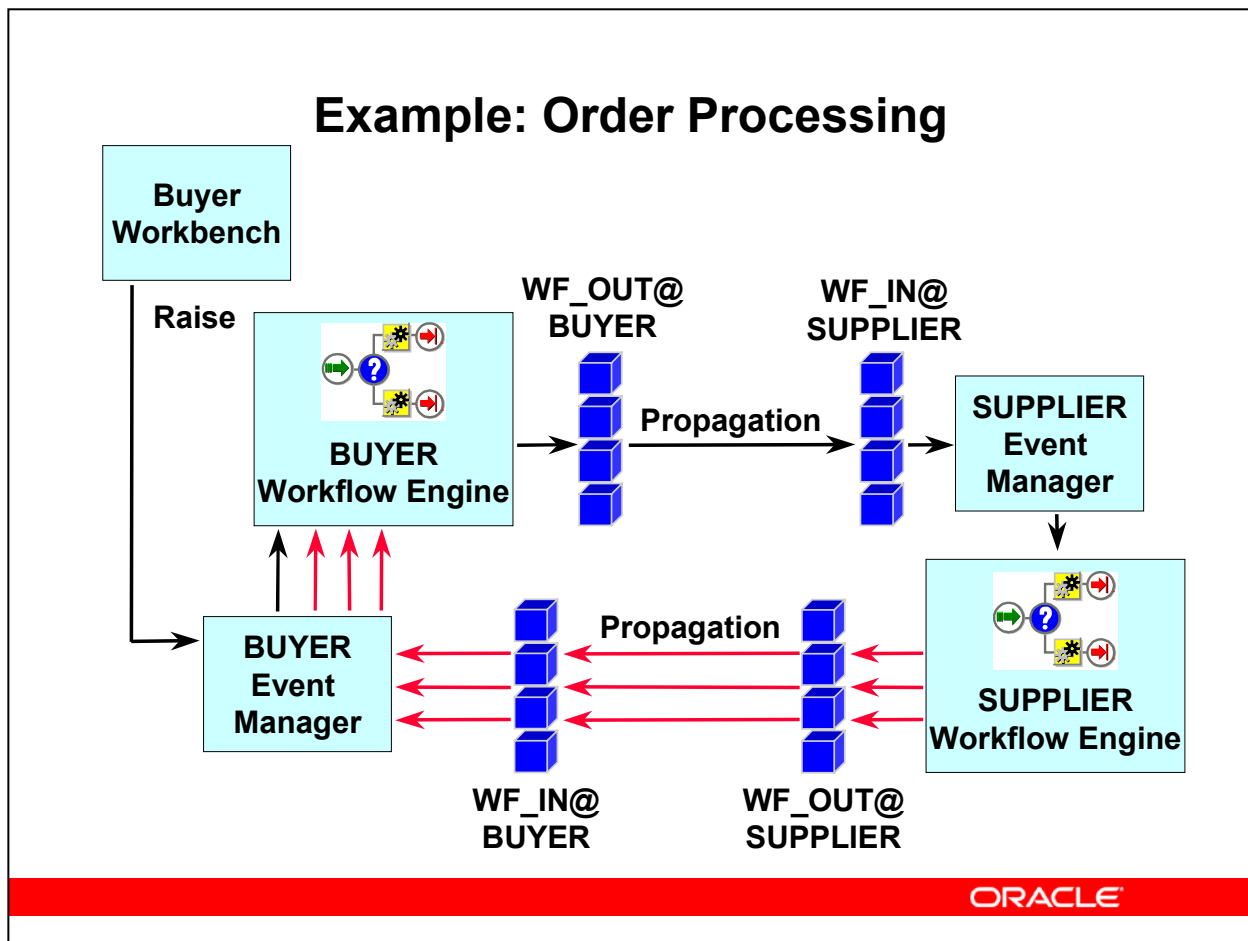 Example: Order Processing
Buyer
Workbench
Raise
WF_OUT@
BUYER
WF_IN@
SUPPLIER
?
BUYER
Workflow Engine
Propagation
SUPPLIER
Event
Manager
BUYER
Event
Manager
Propagation
?
SUPPLIER
Workflow Engine
WF_IN@
BUYER
WF_OUT@
SUPPLIER
ORACLE